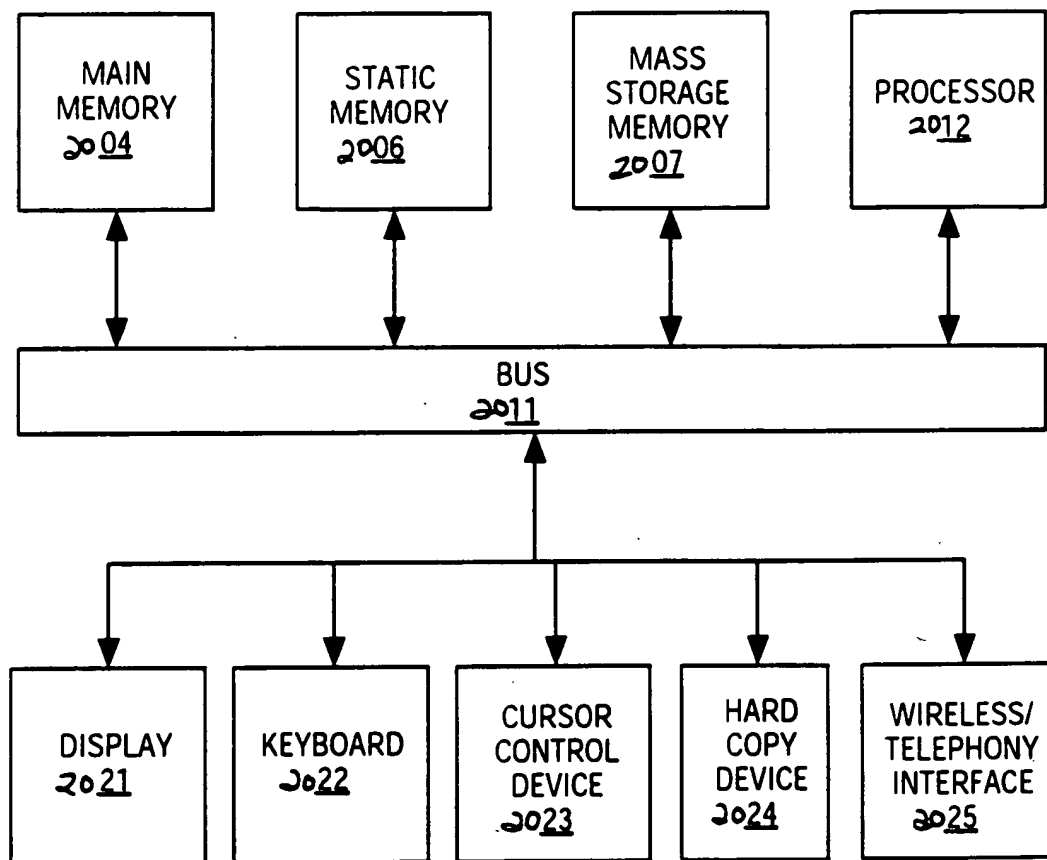 MAIN
MEMORY
2004
STATIC
MEMORY
2006
MASS
STORAGE
MEMORY
2007
PROCESSOR
2012
BUS
2011
DISPLAY
2021
KEYBOARD
2022
CURSOR
CONTROL
DEVICE
2023
HARD
COPY
DEVICE
2024
WIRELESS/
TELEPHONY
INTERFACE
2025